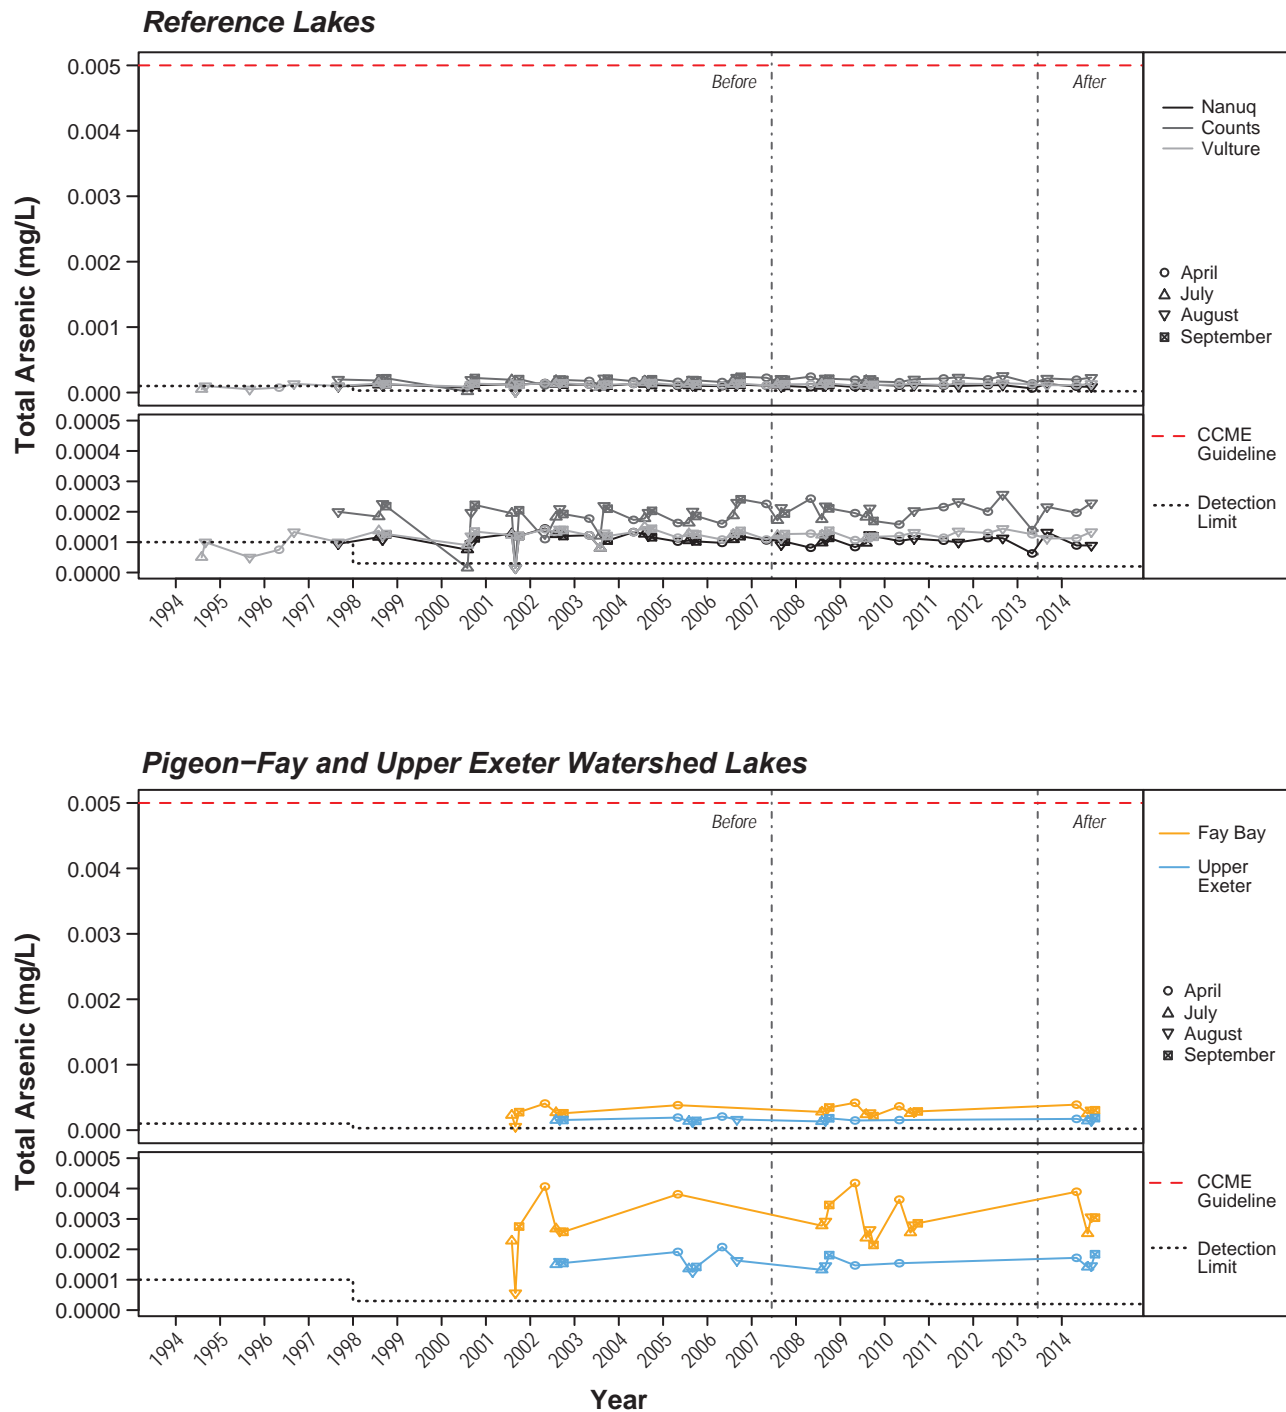 Reference Lakes
Total Arsenic (mg/L)
0.005
0.004
0.003
0.002
0.001
0.000
Before
After
Nanuq
Counts
Vulture
April
July
August
September
0.0005
0.0004
0.0003
0.0002
0.0001
0.0000
CCME
Guideline
Detection
Limit
1994
1995
1996
1997
1998
1999
2000
2001
2002
2003
2004
2005
2006
2007
2008
2009
2010
2011
2012
2013
2014
Pigeon−Fay and Upper Exeter Watershed Lakes
Total Arsenic (mg/L)
0.005
0.004
0.003
0.002
0.001
0.000
Before
After
Fay Bay
Upper
Exeter
April
July
August
September
0.0005
0.0004
0.0003
0.0002
0.0001
0.0000
CCME
Guideline
Detection
Limit
1994
1995
1996
1997
1998
1999
2000
2001
2002
2003
2004
2005
2006
2007
2008
2009
2010
2011
2012
2013
2014
Year